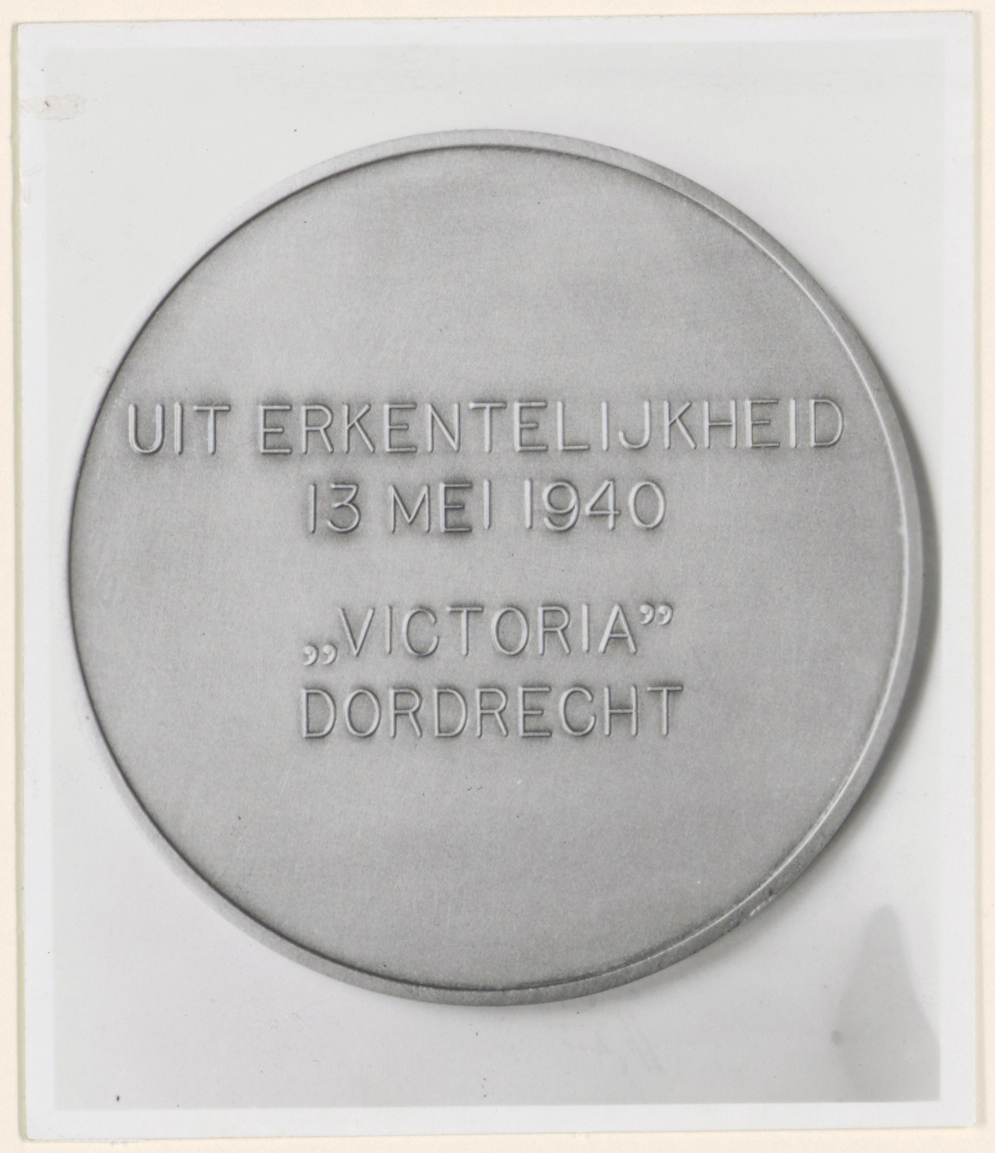 UIT ERKENTELIJKHEID
13 MEI 1940
„VICTORIA”
DORDRECHT